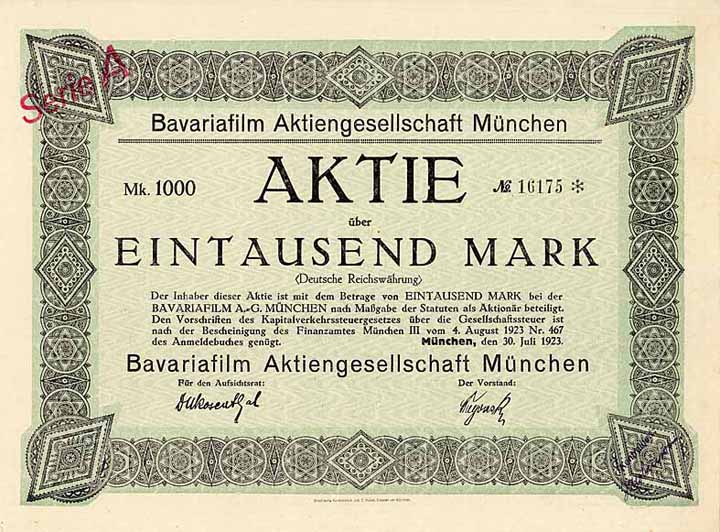 Serie A
Bavariafilm Aktiengesellschaft München
Mk. 1000 AKTIE No. 16175 *
über
EINTAUSEND MARK
(Deutsche Reichswährung)
Der Inhaber dieser Aktie ist mit dem Betrage von EINTAUSEND MARK bei der
BAVARIAFILM A.-G. MÜNCHEN nach Maßgabe der Statuten als Aktionär beteiligt.
Den Vorschriften des Kapitalverkehrssteuergesetzes über die Gesellschaftssteuer ist
nach der Bescheinigung des Finanzamtes München III vom 4. August 1923 Nr. 467
des Anmeldebuches genügt. München, den 30. Juli 1923.
Bavariafilm Aktiengesellschaft München
Für den Aufsichtsrat: Der Vorstand: